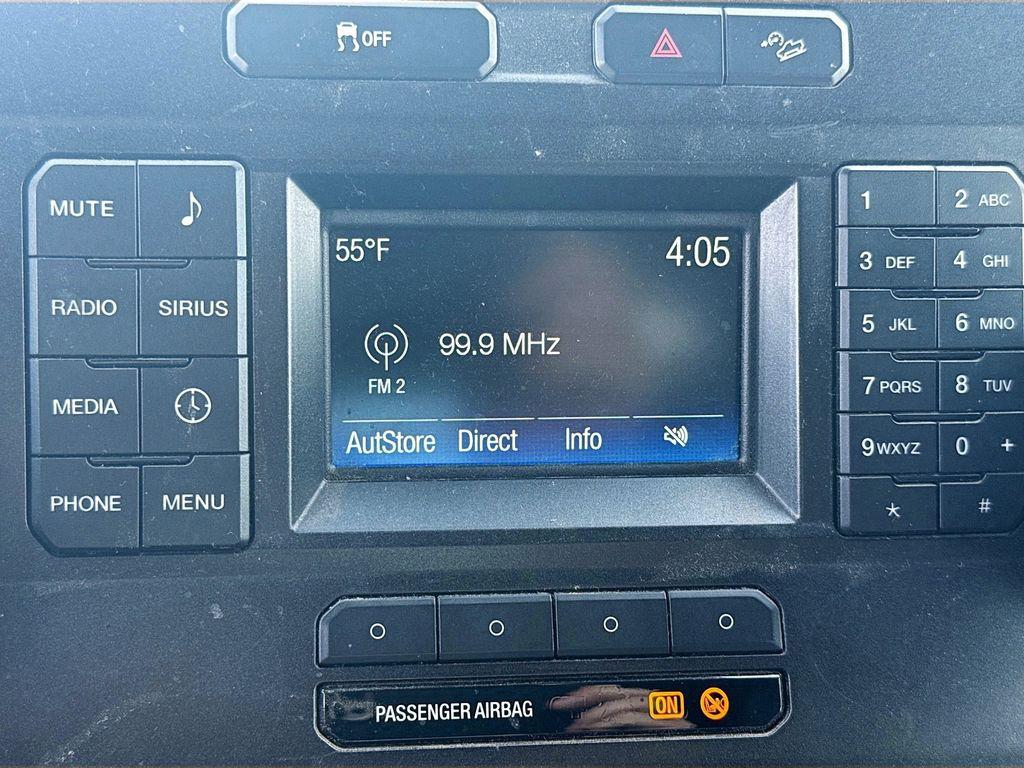 OFF
MUTE
RADIO SIRIUS
MEDIA
PHONE MENU
55°F 4:05
99.9 MHz
FM 2
AutStore Direct Info
1 2 ABC
3 DEF 4 GHI
5 JKL 6 MNO
7 PQRS 8 TUV
9 WXYZ 0 +
* #
PASSENGER AIRBAG ON